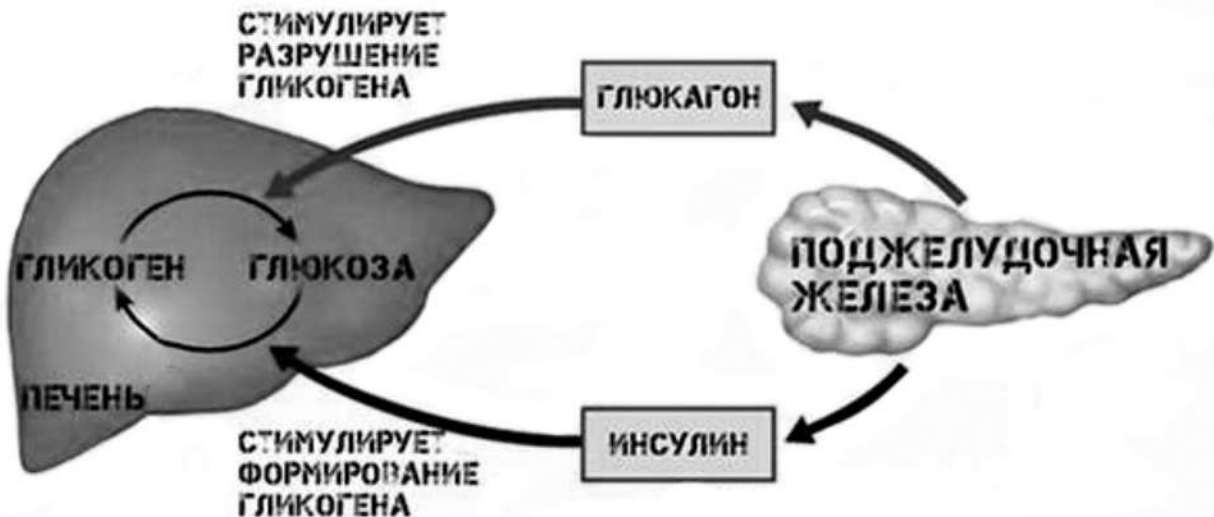 СТИМУЛИРУЕТ
РАЗРУШЕНИЕ
ГЛИКОГЕНА
ГЛЮКАГОН
ГЛИКОГЕН
ГЛЮКОЗА
ПОДЖЕЛУДОЧНАЯ
ЖЕЛЕЗА
ПЕЧЕНЬ
ИНСУЛИН
СТИМУЛИРУЕТ
ФОРМИРОВАНИЕ
ГЛИКОГЕНА